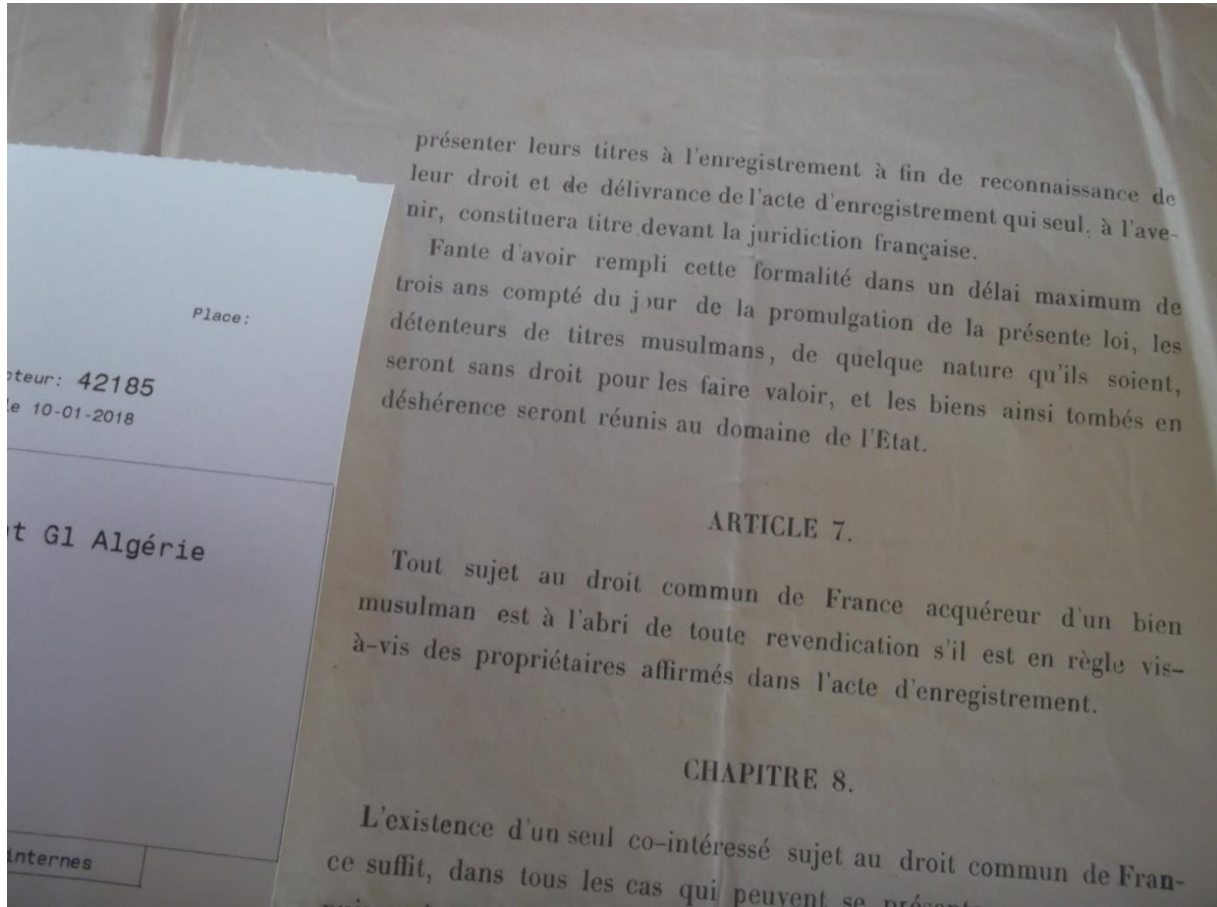 Place:
oteur: 42185
le 10-01-2018
t Gl Algérie
internes
présenter leurs titres à l'enregistrement à fin de reconnaissance de
leur droit et de délivrance de l'acte d'enregistrement qui seul, à l'ave-
nir, constituera titre devant la juridiction française.
Fante d'avoir rempli cette formalité dans un délai maximum de
trois ans compté du jour de la promulgation de la présente loi, les
détenteurs de titres musulmans, de quelque nature qu'ils soient,
seront sans droit pour les faire valoir, et les biens ainsi tombés en
déshérence seront réunis au domaine de l'Etat.
ARTICLE 7.
Tout sujet au droit commun de France acquéreur d'un bien
musulman est à l'abri de toute revendication s'il est en règle vis-
à-vis des propriétaires affirmés dans l'acte d'enregistrement.
CHAPITRE 8.
L'existence d'un seul co-intéressé sujet au droit commun de Fran-
ce suffit, dans tous les cas qui peuvent se